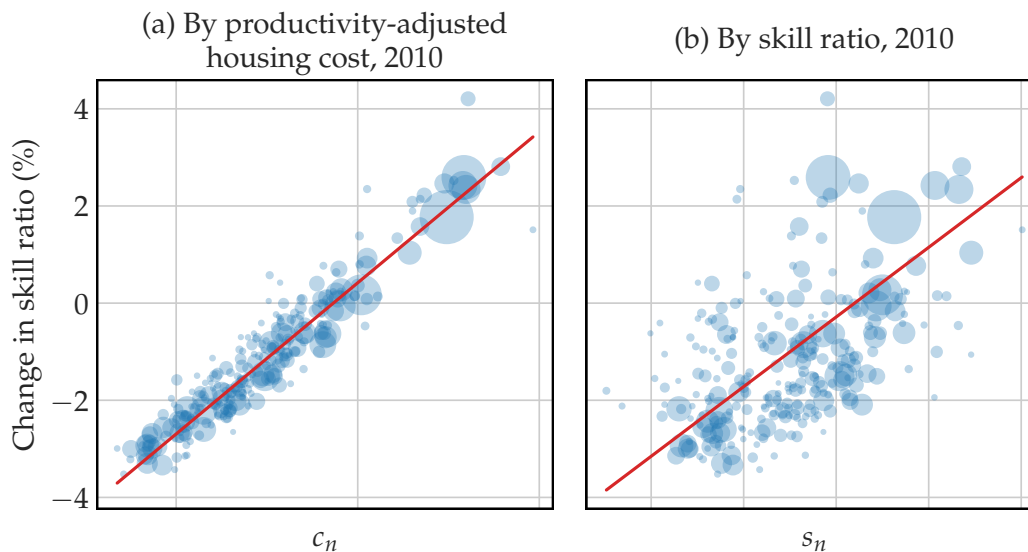 (a) By productivity-adjusted
housing cost, 2010
(b) By skill ratio, 2010
Change in skill ratio (%)
4
2
0
−2
−4
c_n
s_n